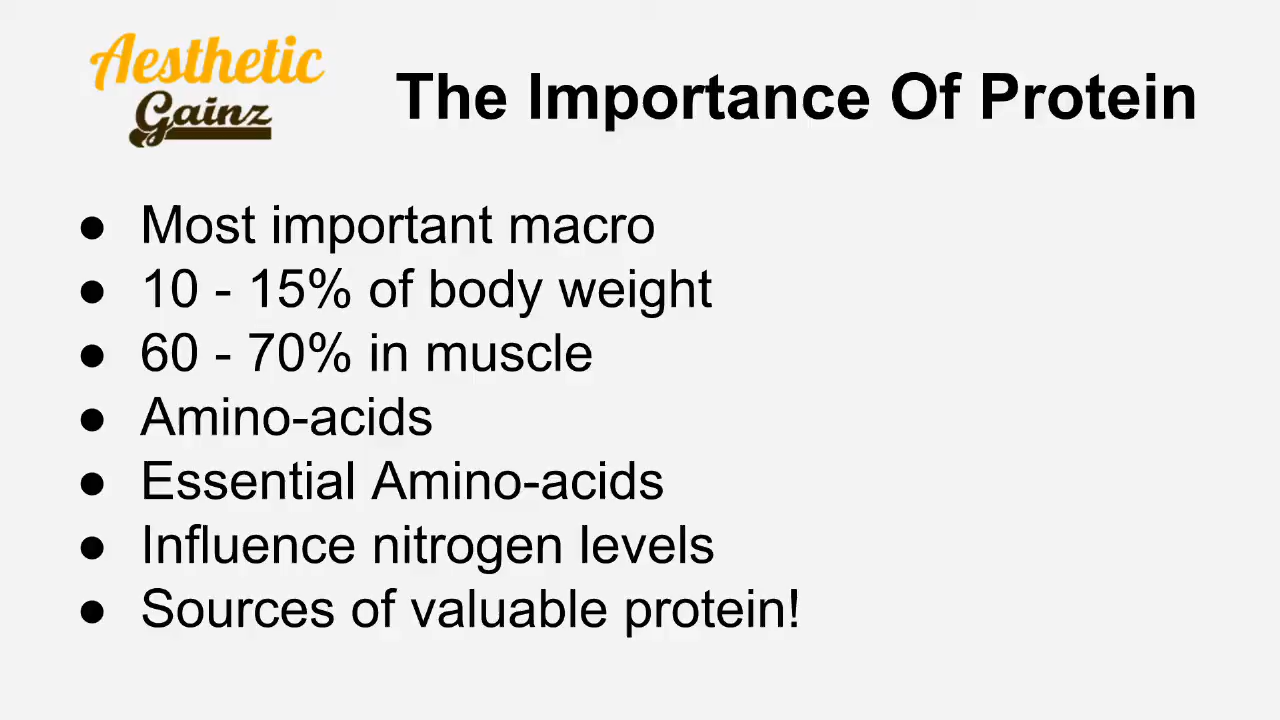 Aesthetic
Gainz
The Importance Of Protein
● Most important macro
● 10 - 15% of body weight
● 60 - 70% in muscle
● Amino-acids
● Essential Amino-acids
● Influence nitrogen levels
● Sources of valuable protein!